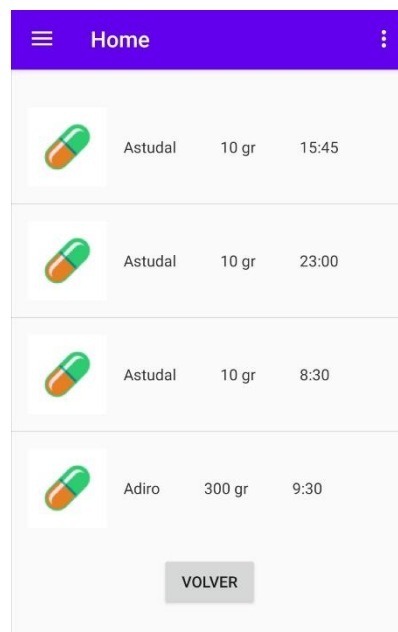 Home
Astudal 10 gr 15:45
Astudal 10 gr 23:00
Astudal 10 gr 8:30
Adiro 300 gr 9:30
VOLVER